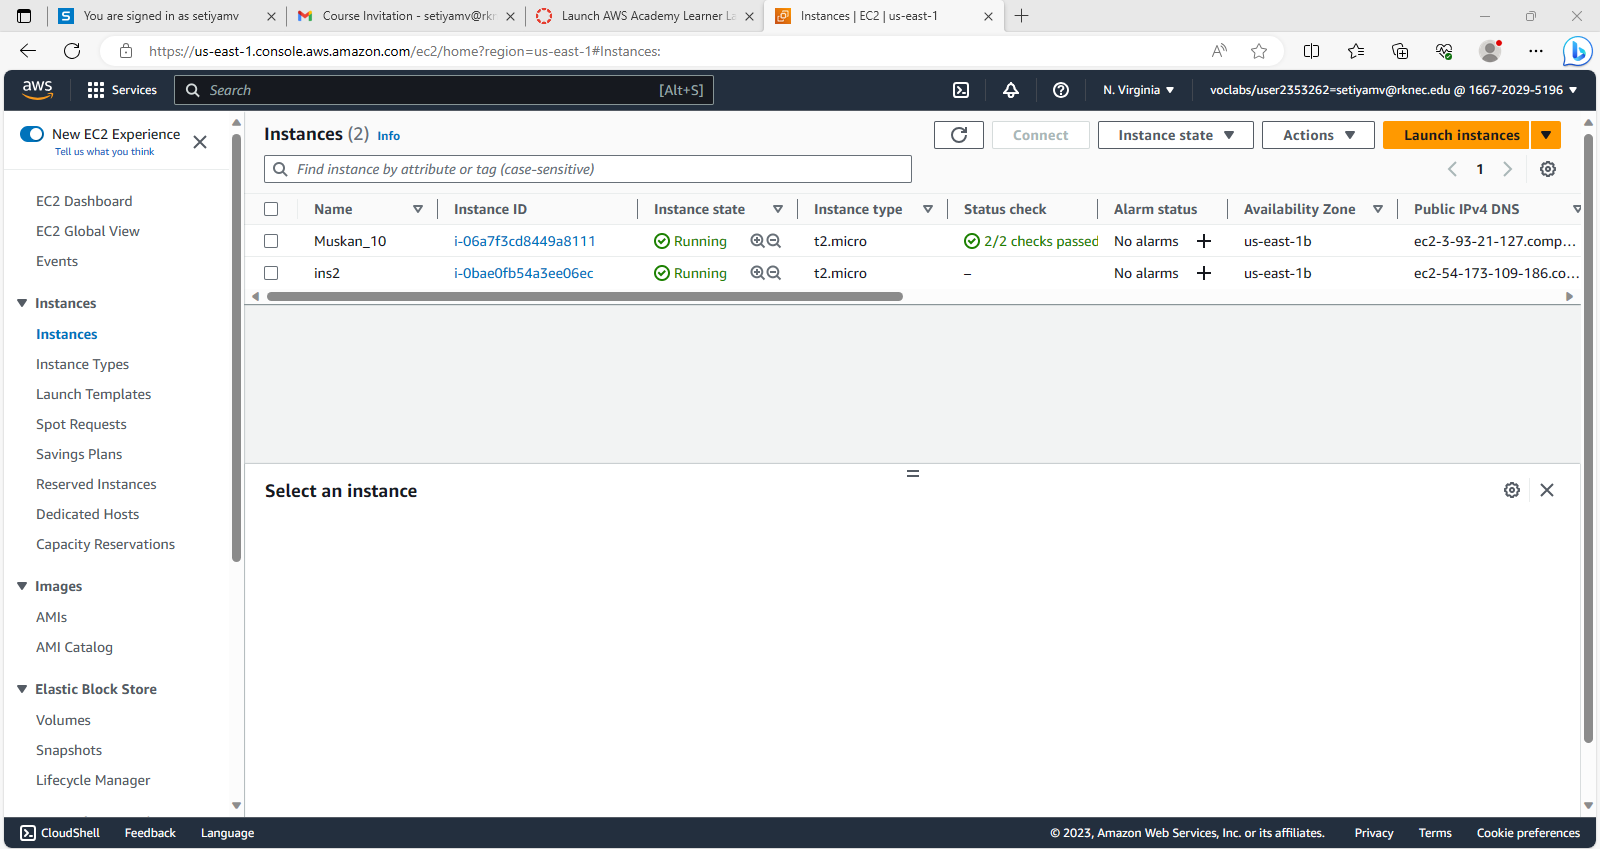 You are signed in as setiyamv
Course Invitation - setiyamv@rkn
Launch AWS Academy Learner La
Instances | EC2 | us-east-1
https://us-east-1.console.aws.amazon.com/ec2/home?region=us-east-1#Instances:
aws
Services
Search
[Alt+S]
N. Virginia
voclabs/user2353262=setiyamv@rknec.edu @ 1667-2029-5196
New EC2 Experience
Tell us what you think
EC2 Dashboard
EC2 Global View
Events
Instances
Instances
Instance Types
Launch Templates
Spot Requests
Savings Plans
Reserved Instances
Dedicated Hosts
Capacity Reservations
Images
AMIs
AMI Catalog
Elastic Block Store
Volumes
Snapshots
Lifecycle Manager
Instances (2) Info
Connect
Instance state
Actions
Launch instances
Find instance by attribute or tag (case-sensitive)
1
Name Instance ID Instance state Instance type Status check Alarm status Availability Zone Public IPv4 DNS
Muskan_10 i-06a7f3cd8449a8111 Running t2.micro 2/2 checks passed No alarms + us-east-1b ec2-3-93-21-127.comp...
ins2 i-0bae0fb54a3ee06ec Running t2.micro – No alarms + us-east-1b ec2-54-173-109-186.co...
Select an instance
CloudShell
Feedback
Language
© 2023, Amazon Web Services, Inc. or its affiliates.
Privacy
Terms
Cookie preferences